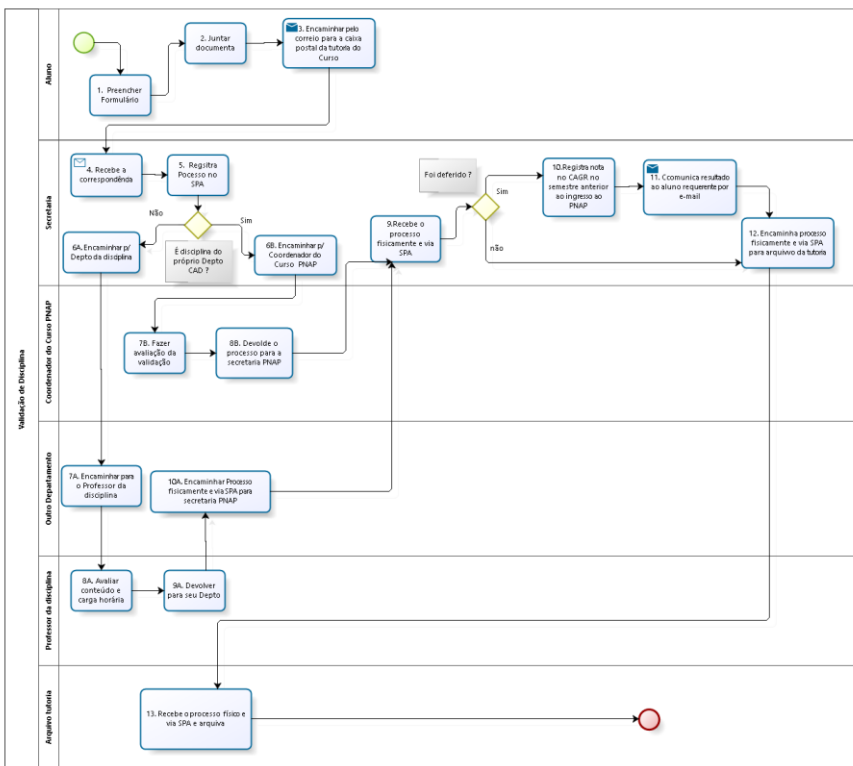 Validação de Disciplina
Aluno
1. Preencher
Formulário
2. Juntar
documenta
3. Encaminhar pelo
correio para a caixa
postal da tutoria do
Curso
Secretaria
4. Recebe a
correspondênda
5. Regsitra
Pocesso no
SPA
Não
Sim
É disciplina do
próprio Depto
CAD ?
6A. Encaminhar p/
Depto da disciplina
6B. Encaminhar p/
Coordenador do
Curso PNAP
9.Recebe o
processo
fisicamente e via
SPA
Foi deferido ?
Sim
não
10.Registra nota
no CAGR no
semestre anterior
ao ingresso ao
PNAP
11. Ccomunica resultado
ao aluno requerente por
e-mail
12. Encaminha processo
fisicamente e via SPA
para arquivvo da tutoria
Coordenador do Curso PNAP
7B. Fazer
avaliação da
validação
8B. Devolde o
processo para a
secretaria PNAP
Outro Departamento
7A. Encaminhar para
o Professor da
disciplina
10A. Encaminhar Processo
fisicamente e via SPA para
secretaria PNAP
Professor da disciplina
8A. Avaliar
conteúdo e
carga horária
9A. Devolver
para seu Depto
Arquivo tutoria
13. Recebe o processo físico e
via SPA e arquiva